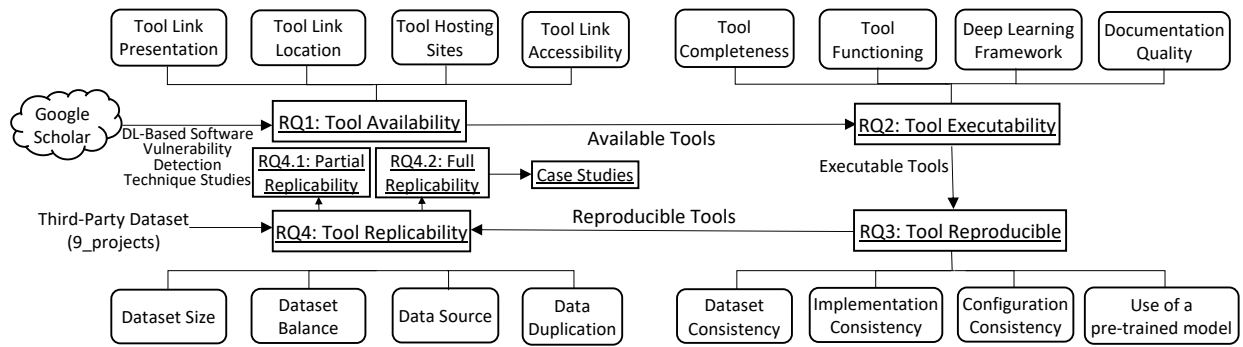 Tool Link
Presentation
Tool Link
Location
Tool Hosting
Sites
Tool Link
Accessibility
Tool
Completeness
Tool
Functioning
Deep Learning
Framework
Documentation
Quality
Google
Scholar
DL-Based Software
Vulnerability
Detection
Technique Studies
RQ1: Tool Availability
Available Tools
RQ2: Tool Executability
RQ4.1: Partial
Replicability
RQ4.2: Full
Replicability
Case Studies
Executable Tools
Third-Party Dataset
(9_projects)
RQ4: Tool Replicability
Reproducible Tools
RQ3: Tool Reproducible
Dataset Size
Dataset
Balance
Data Source
Data
Duplication
Dataset
Consistency
Implementation
Consistency
Configuration
Consistency
Use of a
pre-trained model